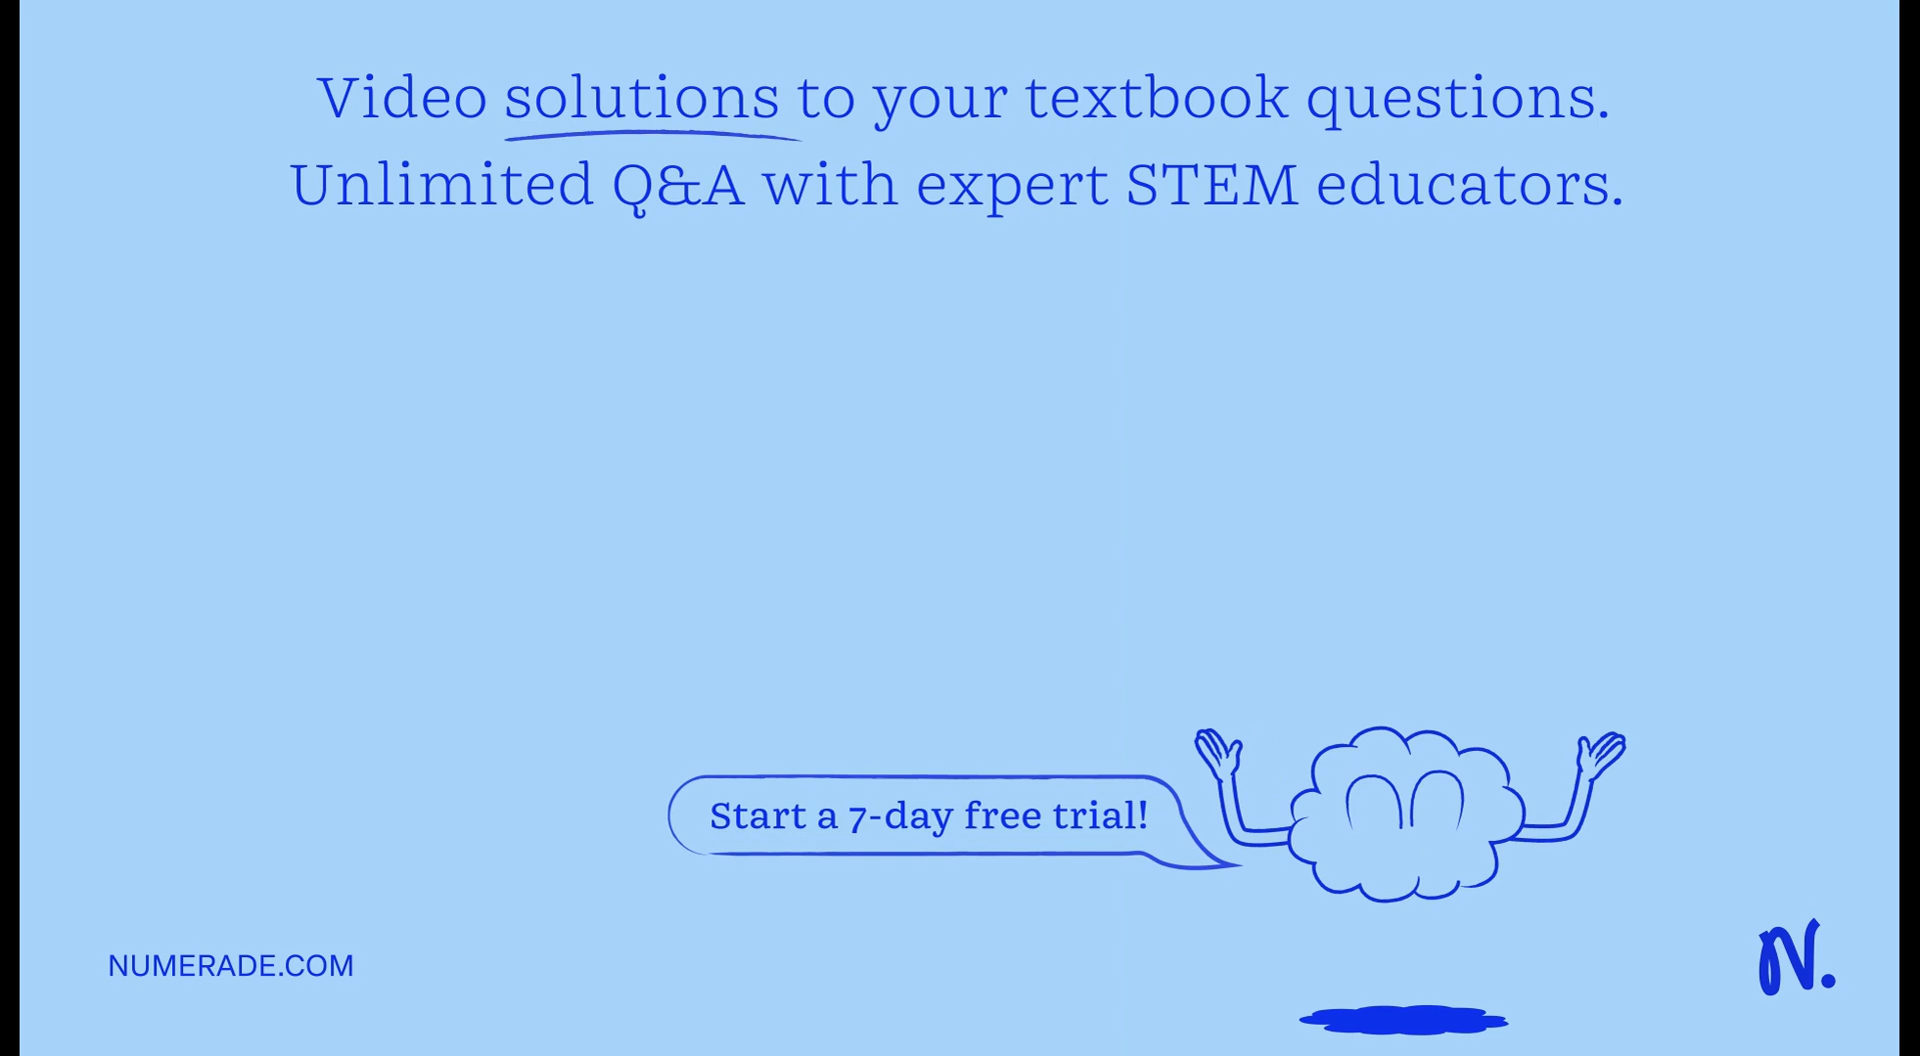 Video solutions to your textbook questions.
Unlimited Q&A with expert STEM educators.
Start a 7-day free trial!
NUMERADE.COM
N.